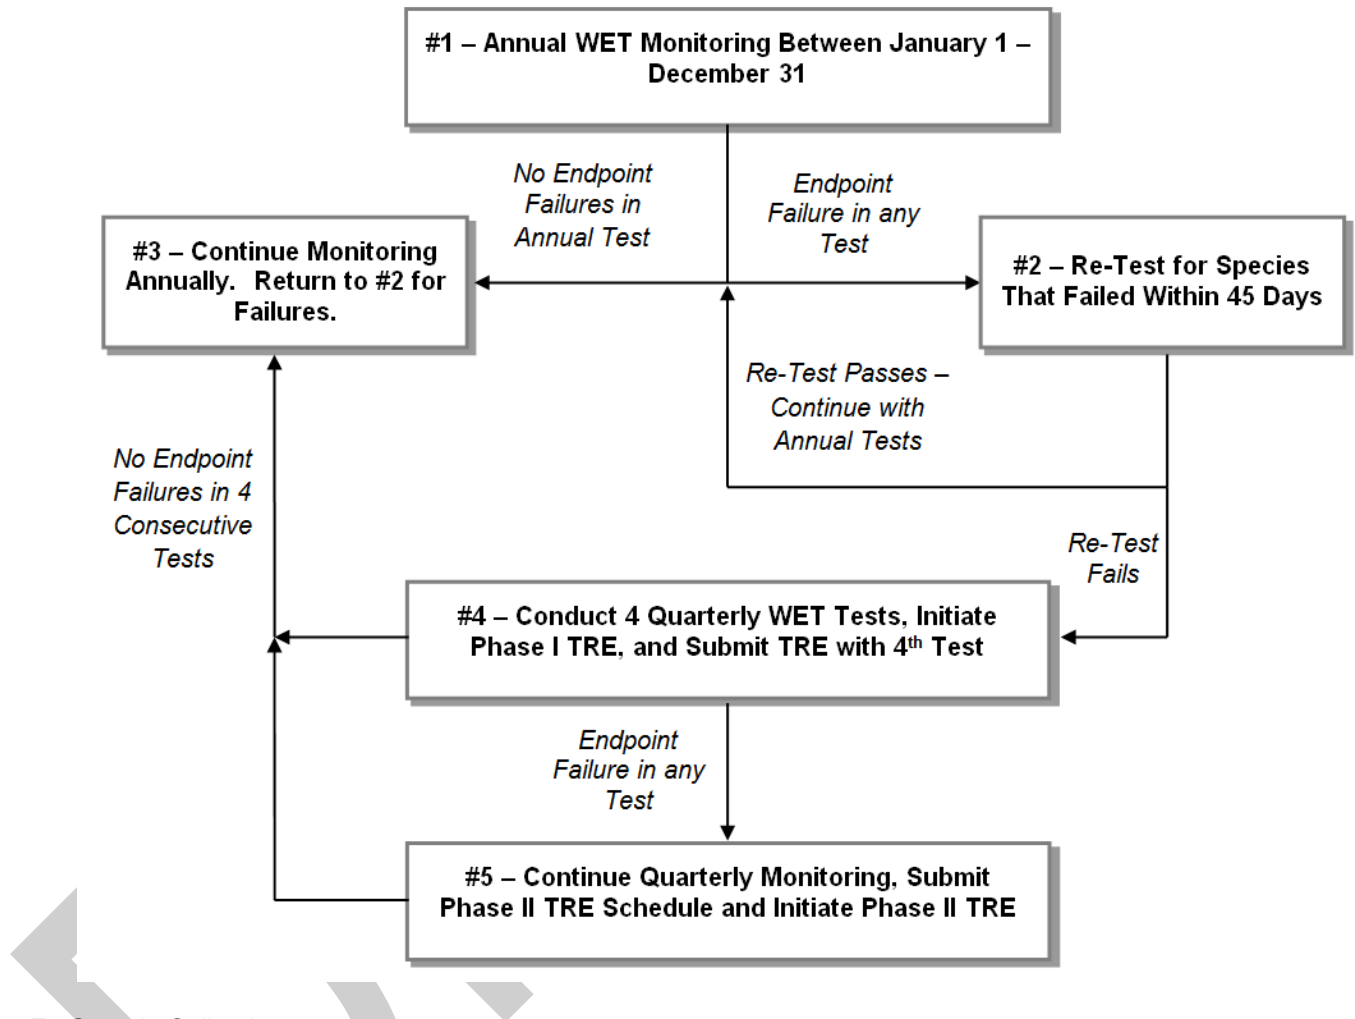 #1 – Annual WET Monitoring Between January 1 –
December 31
No Endpoint
Failures in
Annual Test
Endpoint
Failure in any
Test
#3 – Continue Monitoring
Annually. Return to #2 for
Failures.
#2 – Re-Test for Species
That Failed Within 45 Days
Re-Test Passes –
Continue with
Annual Tests
No Endpoint
Failures in 4
Consecutive
Tests
Re-Test
Fails
#4 – Conduct 4 Quarterly WET Tests, Initiate
Phase I TRE, and Submit TRE with 4th Test
Endpoint
Failure in any
Test
#5 – Continue Quarterly Monitoring, Submit
Phase II TRE Schedule and Initiate Phase II TRE